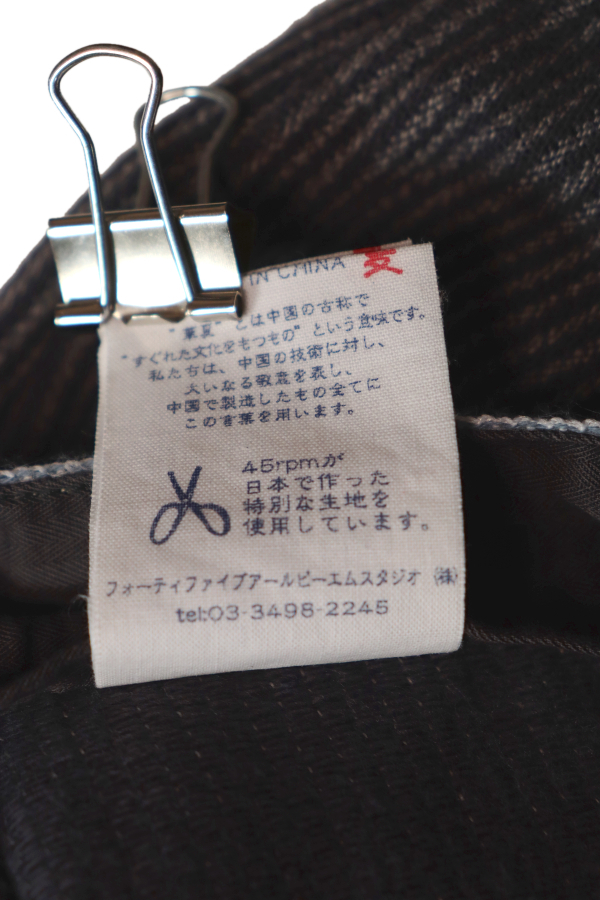 IN CHINA 夏
"華夏" とは中国の古称で
"すぐれた文化をもつもの" という意味です。
私たちは、中国の技術に対し、
大いなる敬意を表し、
中国で製造したもの全てに
この言葉を用います。
45rpmが
日本で作った
特別な生地を
使用しています。
フォーティファイブアールピーエムスタジオ ㈱
tel:03-3498-2245